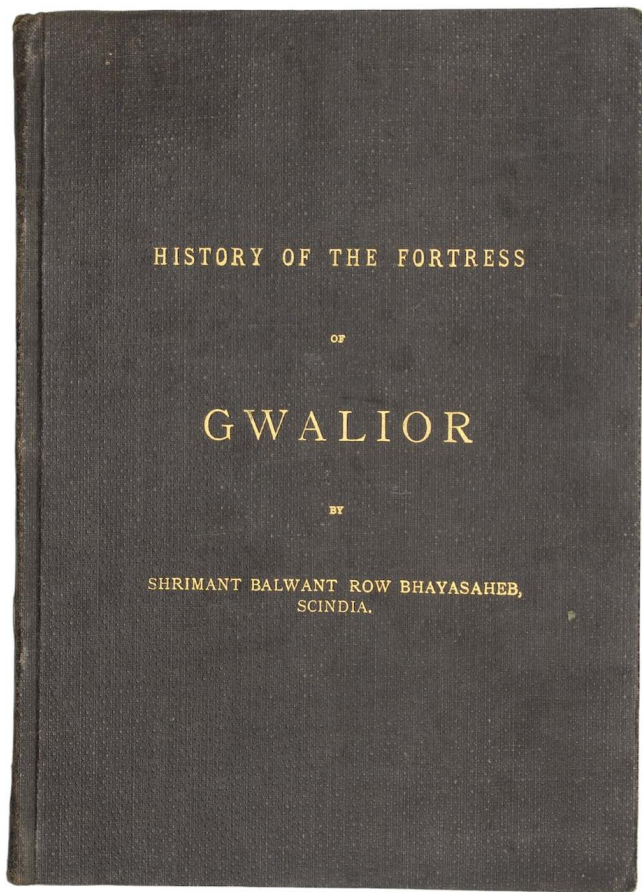 HISTORY OF THE FORTRESS
OF
GWALIOR
BY
SHRIMANT BALWANT ROW BHAYASAHEB,
SCINDIA.